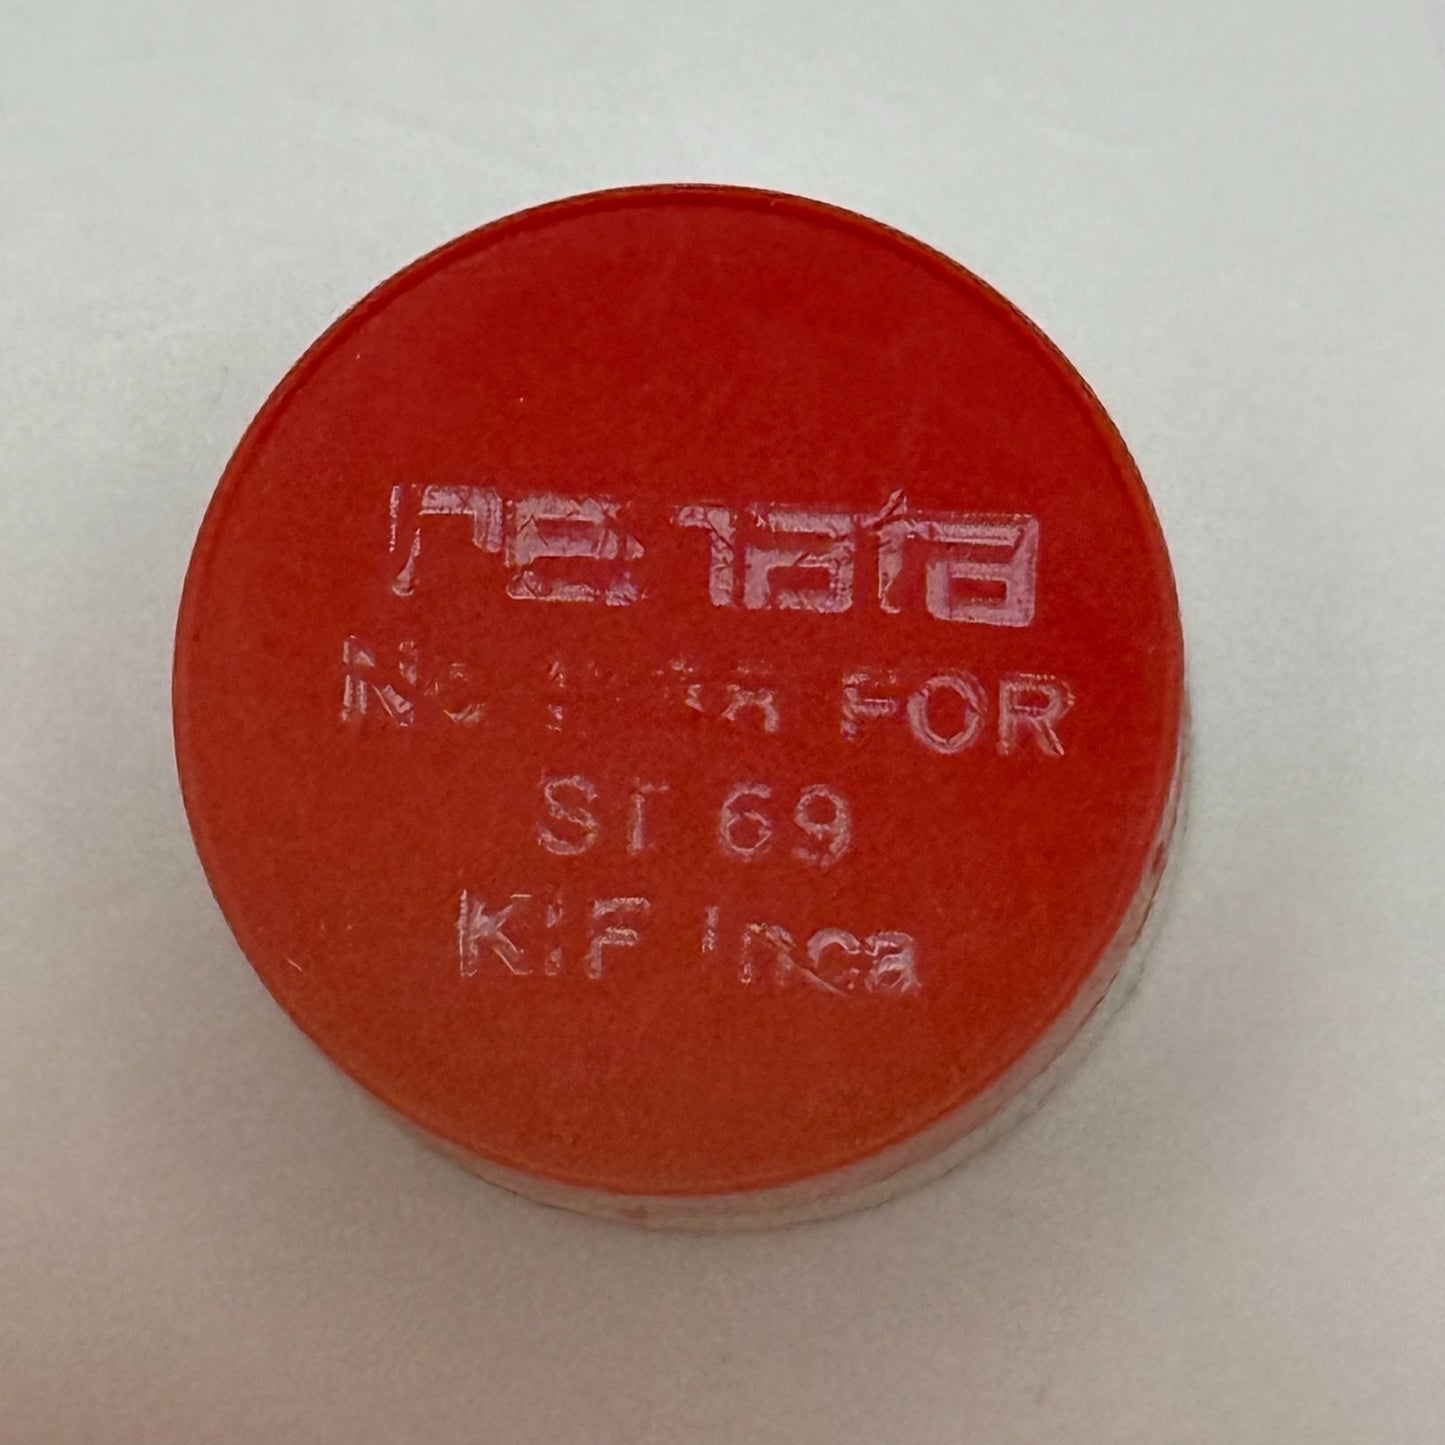 renata
No FOR
ST 69
KIF Inca